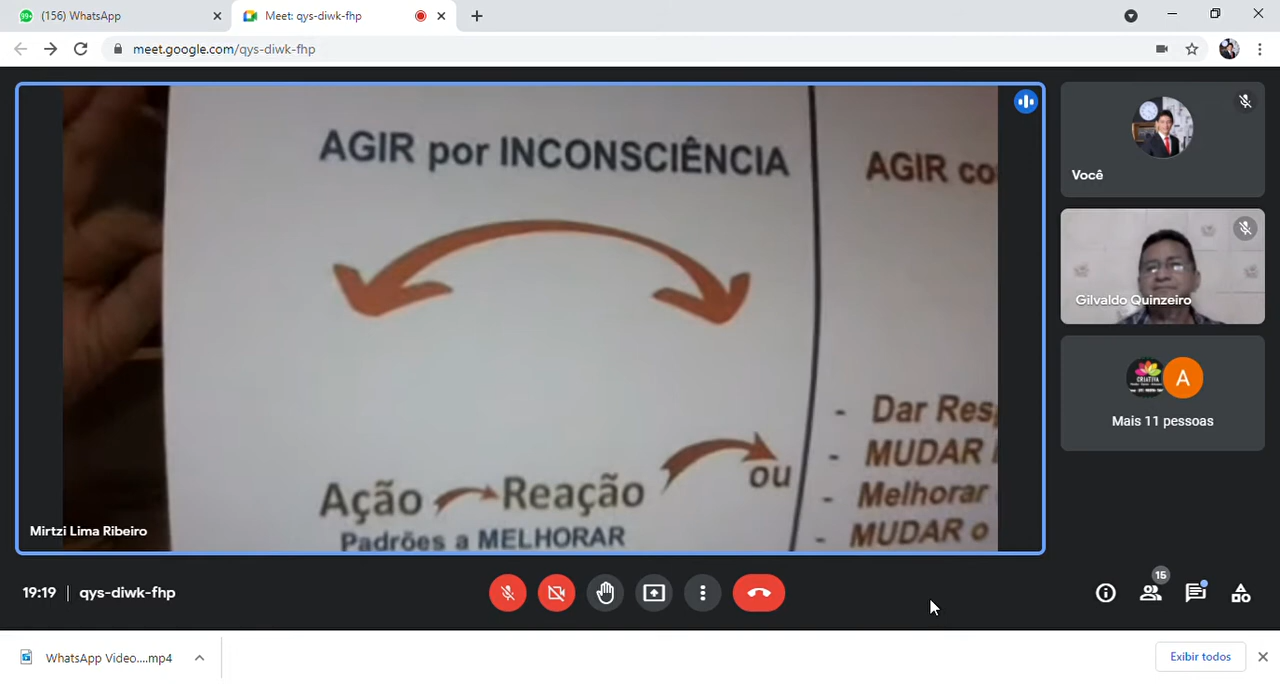 (156) WhatsApp
Meet: qys-diwk-fhp
meet.google.com/qys-diwk-fhp
AGIR por INCONSCIÊNCIA
AGIR co
Ação Reação ou
Padrões a MELHORAR
- Dar Res
- MUDAR
- Melhorar
- MUDAR o
Mirtzi Lima Ribeiro
Você
Gilvaldo Quinzeiro
CRIATIVA
A
Mais 11 pessoas
19:19 | qys-diwk-fhp
15
WhatsApp Video....mp4
Exibir todos